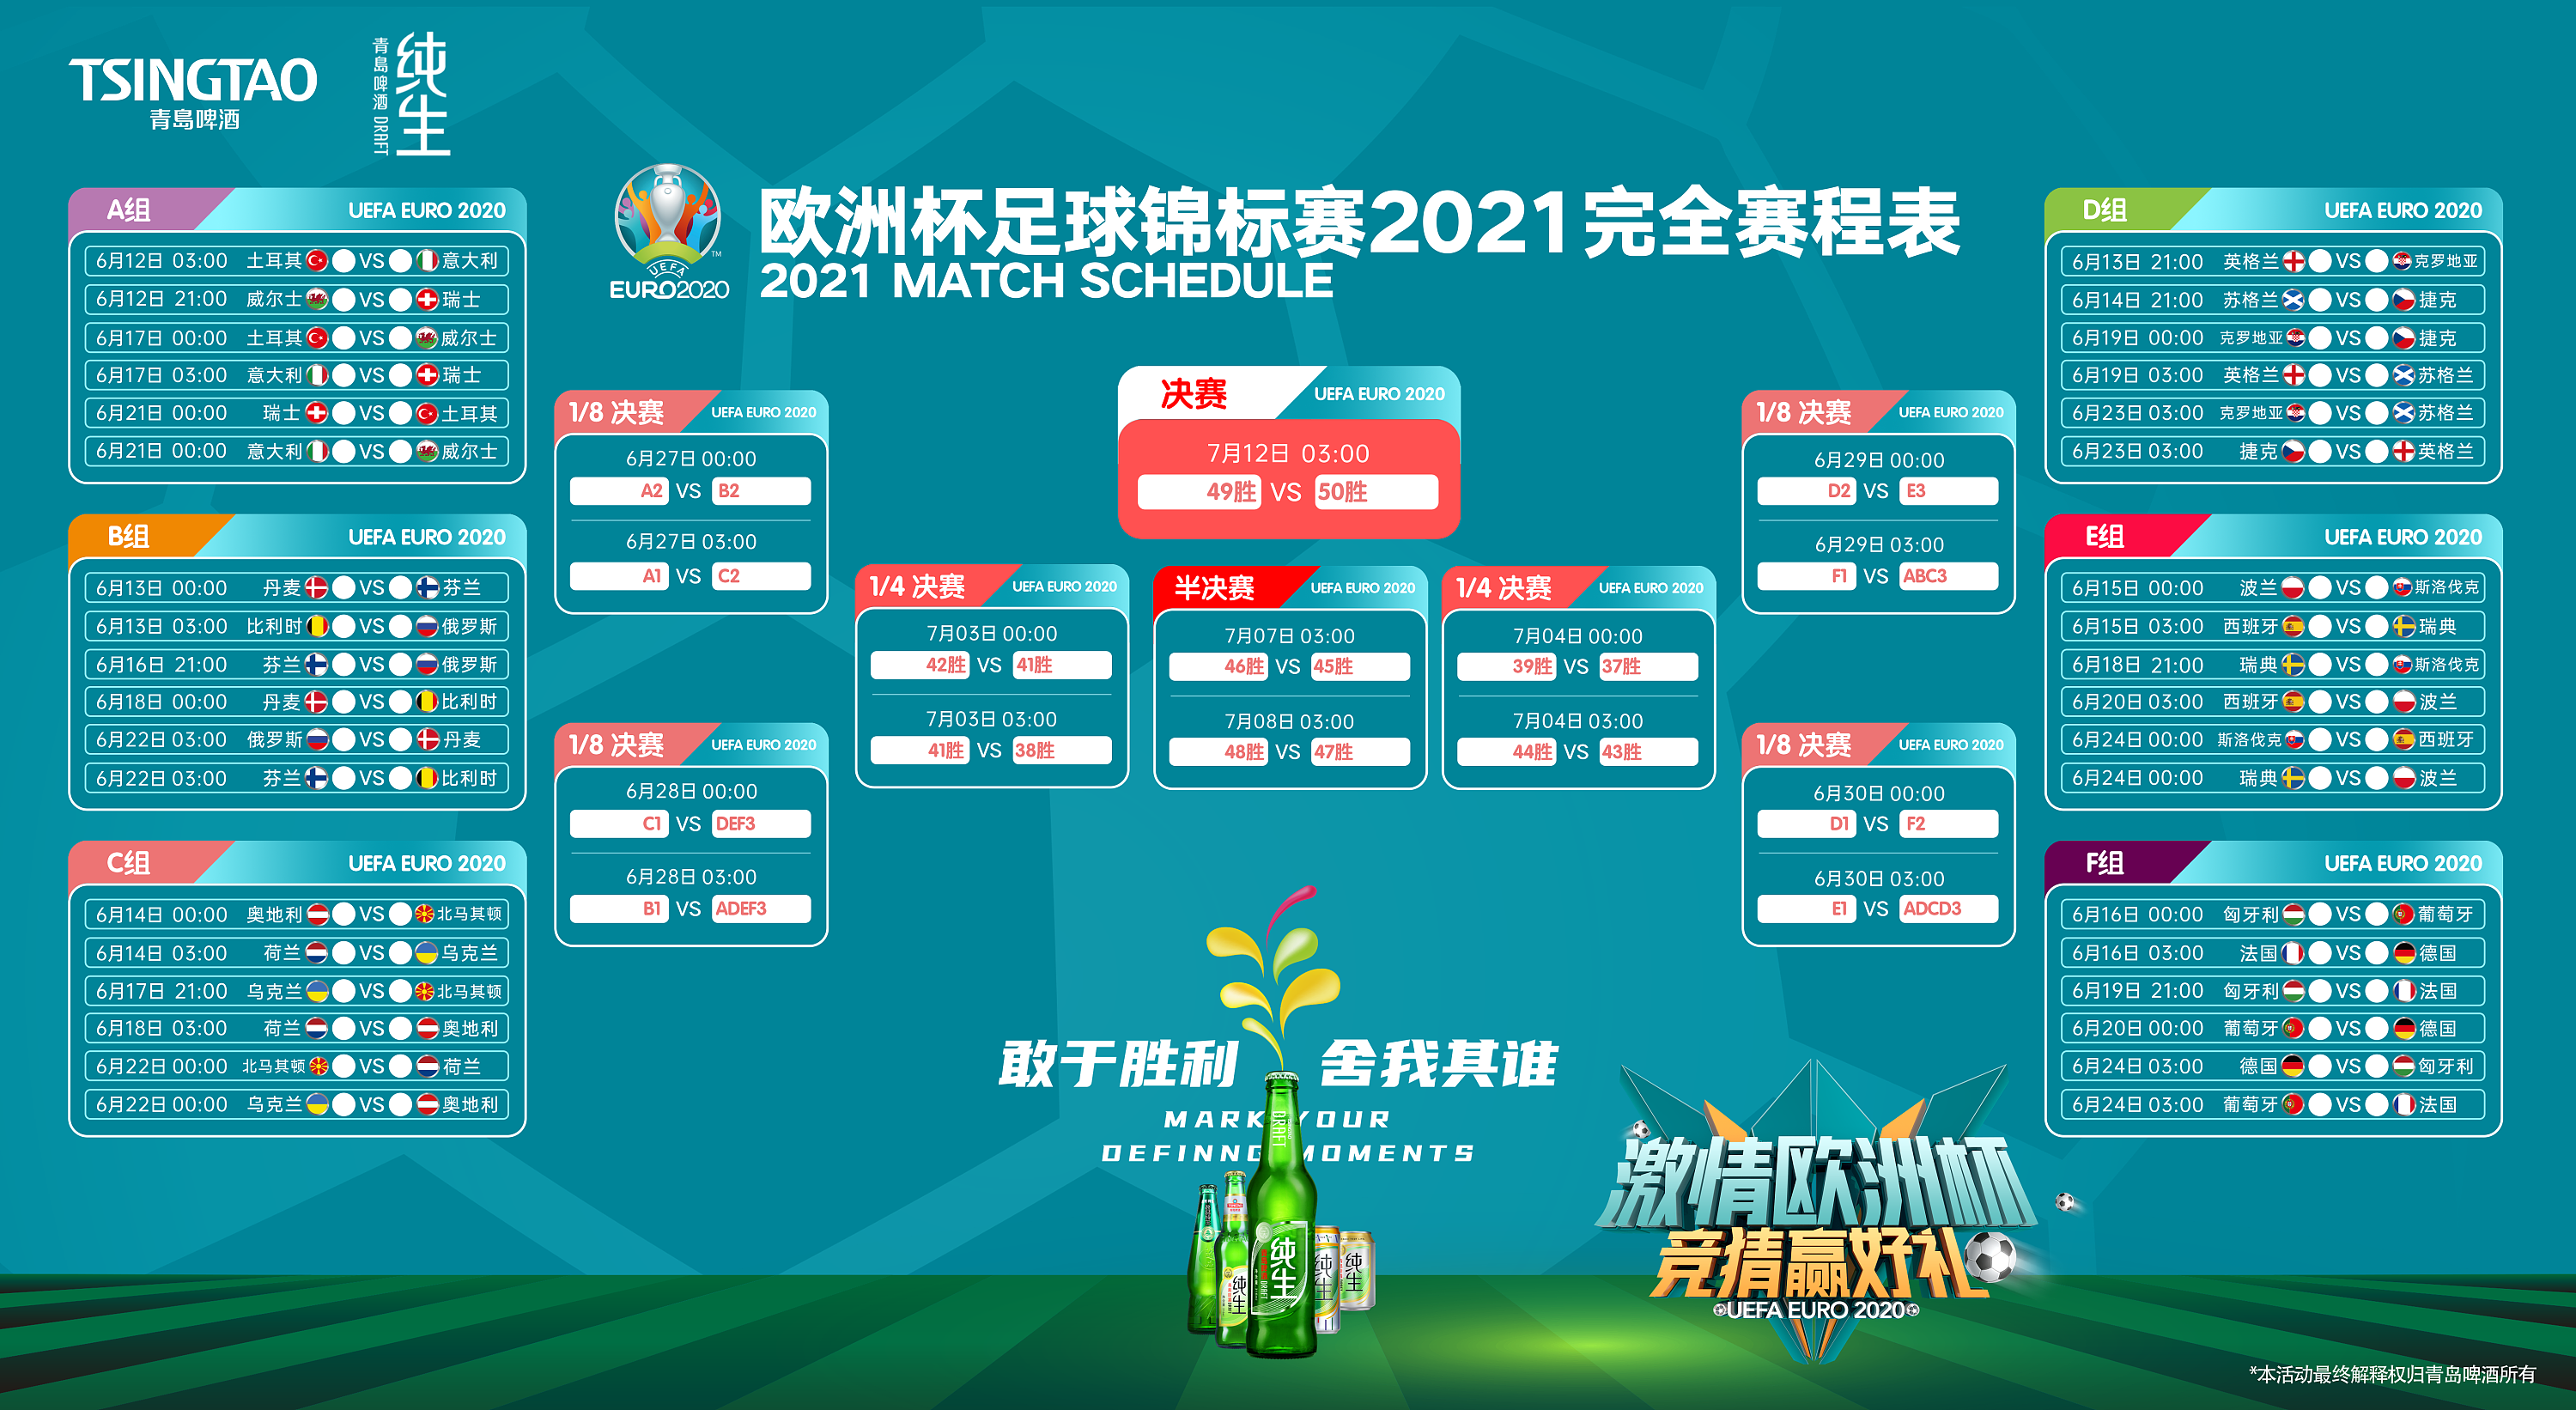 TSINGTAO
青島啤酒
青島啤酒 DRAFT
纯生
UEFA
EURO2020
™
欧洲杯足球锦标赛2021完全赛程表
2021 MATCH SCHEDULE
A组 UEFA EURO 2020
6月12日 03:00 土耳其 VS 意大利
6月12日 21:00 威尔士 VS 瑞士
6月17日 00:00 土耳其 VS 威尔士
6月17日 03:00 意大利 VS 瑞士
6月21日 00:00 瑞士 VS 土耳其
6月21日 00:00 意大利 VS 威尔士
B组 UEFA EURO 2020
6月13日 00:00 丹麦 VS 芬兰
6月13日 03:00 比利时 VS 俄罗斯
6月16日 21:00 芬兰 VS 俄罗斯
6月18日 00:00 丹麦 VS 比利时
6月22日 03:00 俄罗斯 VS 丹麦
6月22日 03:00 芬兰 VS 比利时
C组 UEFA EURO 2020
6月14日 00:00 奥地利 VS 北马其顿
6月14日 03:00 荷兰 VS 乌克兰
6月17日 21:00 乌克兰 VS 北马其顿
6月18日 03:00 荷兰 VS 奥地利
6月22日 00:00 北马其顿 VS 荷兰
6月22日 00:00 乌克兰 VS 奥地利
1/8 决赛 UEFA EURO 2020
6月27日 00:00
A2 VS B2
6月27日 03:00
A1 VS C2
1/8 决赛 UEFA EURO 2020
6月28日 00:00
C1 VS DEF3
6月28日 03:00
B1 VS ADEF3
决赛 UEFA EURO 2020
7月12日 03:00
49胜 VS 50胜
1/4 决赛 UEFA EURO 2020
7月03日 00:00
42胜 VS 41胜
7月03日 03:00
41胜 VS 38胜
半决赛 UEFA EURO 2020
7月07日 03:00
46胜 VS 45胜
7月08日 03:00
48胜 VS 47胜
1/4 决赛 UEFA EURO 2020
7月04日 00:00
39胜 VS 37胜
7月04日 03:00
44胜 VS 43胜
1/8 决赛 UEFA EURO 2020
6月29日 00:00
D2 VS E3
6月29日 03:00
F1 VS ABC3
1/8 决赛 UEFA EURO 2020
6月30日 00:00
D1 VS F2
6月30日 03:00
E1 VS ADCD3
D组 UEFA EURO 2020
6月13日 21:00 英格兰 VS 克罗地亚
6月14日 21:00 苏格兰 VS 捷克
6月19日 00:00 克罗地亚 VS 捷克
6月19日 03:00 英格兰 VS 苏格兰
6月23日 03:00 克罗地亚 VS 苏格兰
6月23日 03:00 捷克 VS 英格兰
E组 UEFA EURO 2020
6月15日 00:00 波兰 VS 斯洛伐克
6月15日 03:00 西班牙 VS 瑞典
6月18日 21:00 瑞典 VS 斯洛伐克
6月20日 03:00 西班牙 VS 波兰
6月24日 00:00 斯洛伐克 VS 西班牙
6月24日 00:00 瑞典 VS 波兰
F组 UEFA EURO 2020
6月16日 00:00 匈牙利 VS 葡萄牙
6月16日 03:00 法国 VS 德国
6月19日 21:00 匈牙利 VS 法国
6月20日 00:00 葡萄牙 VS 德国
6月24日 03:00 德国 VS 匈牙利
6月24日 03:00 葡萄牙 VS 法国
敢于胜利 舍我其谁
MARK YOUR
DEFINNG MOMENTS
DRAFT
纯生
纯生
纯生
纯生
激情欧洲杯
竞猜赢好礼
UEFA EURO 2020
*本活动最终解释权归青岛啤酒所有